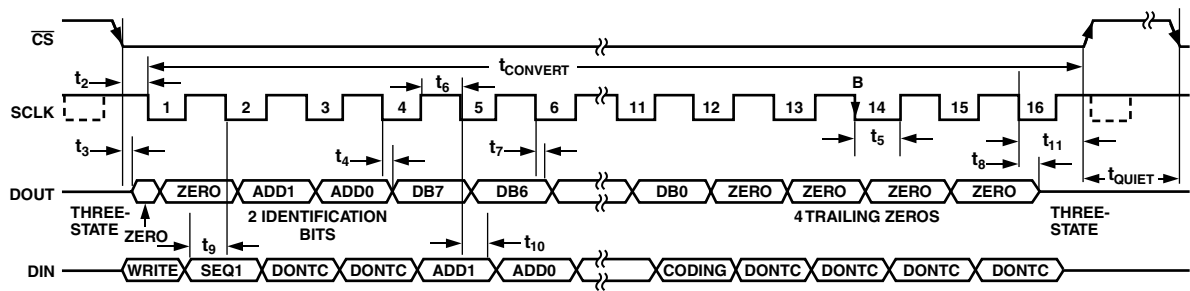 CS
t2
tCONVERT
t6
B
SCLK 1 2 3 4 5 6 11 12 13 14 15 16
t3 t4 t7 t5 t8 t11
tQUIET
DOUT ZERO ADD1 ADD0 DB7 DB6 DB0 ZERO ZERO ZERO ZERO
THREE-STATE
ZERO
2 IDENTIFICATION BITS
4 TRAILING ZEROS
THREE-STATE
t9 t10
DIN WRITE SEQ1 DONTC DONTC ADD1 ADD0 CODING DONTC DONTC DONTC DONTC